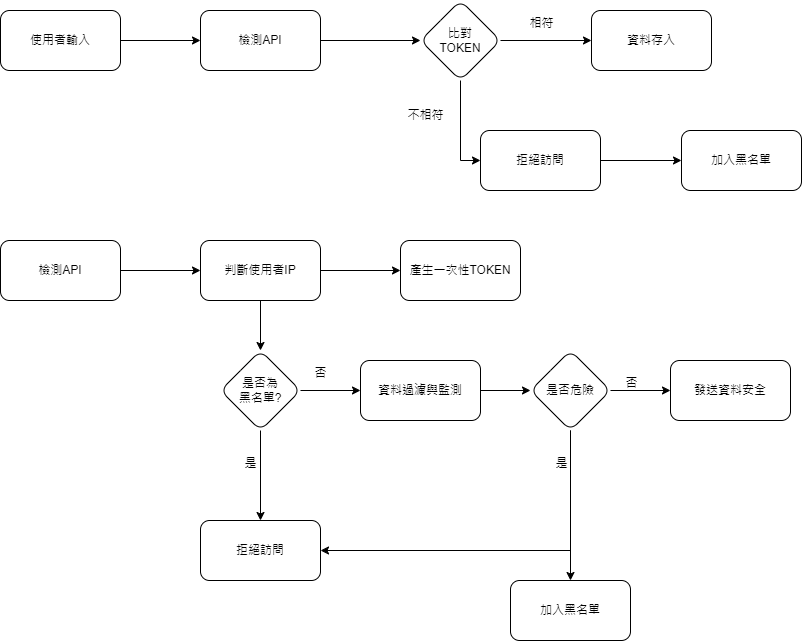 使用者輸入
檢測API
比對
TOKEN
相符
資料存入
不相符
拒絕訪問
加入黑名單
檢測API
判斷使用者IP
產生一次性TOKEN
是否為
黑名單?
否
資料過濾與監測
是否危險
否
發送資料安全
是
是
拒絕訪問
加入黑名單